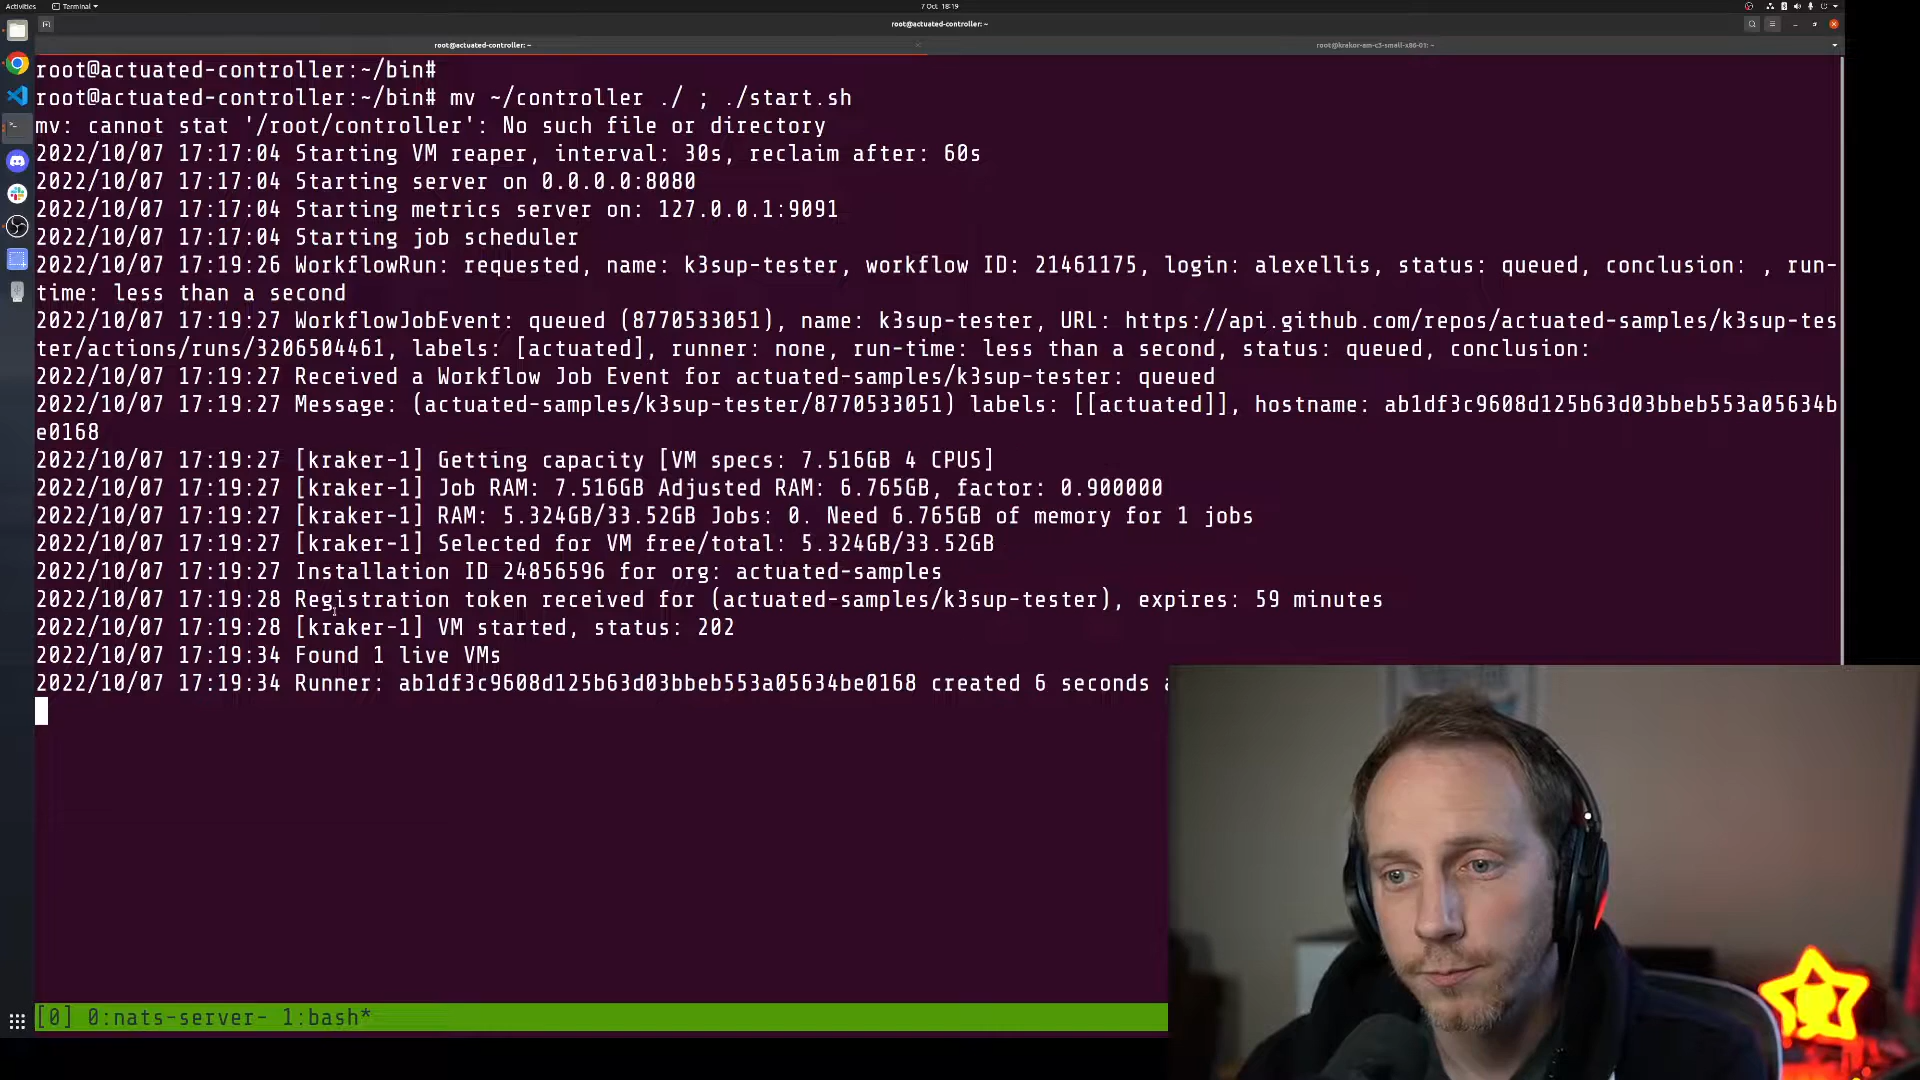 Activities
Terminal
7 Oct 18:19
root@actuated-controller: ~
root@actuated-controller: ~
root@krakor-am-c3-small-x86-01: ~
root@actuated-controller:~/bin#
root@actuated-controller:~/bin# mv ~/controller ./ ; ./start.sh
mv: cannot stat '/root/controller': No such file or directory
2022/10/07 17:17:04 Starting VM reaper, interval: 30s, reclaim after: 60s
2022/10/07 17:17:04 Starting server on 0.0.0.0:8080
2022/10/07 17:17:04 Starting metrics server on: 127.0.0.1:9091
2022/10/07 17:17:04 Starting job scheduler
2022/10/07 17:19:26 WorkflowRun: requested, name: k3sup-tester, workflow ID: 21461175, login: alexellis, status: queued, conclusion: , run-
time: less than a second
2022/10/07 17:19:27 WorkflowJobEvent: queued (8770533051), name: k3sup-tester, URL: https://api.github.com/repos/actuated-samples/k3sup-tes
ter/actions/runs/3206504461, labels: [actuated], runner: none, run-time: less than a second, status: queued, conclusion:
2022/10/07 17:19:27 Received a Workflow Job Event for actuated-samples/k3sup-tester: queued
2022/10/07 17:19:27 Message: (actuated-samples/k3sup-tester/8770533051) labels: [[actuated]], hostname: ab1df3c9608d125b63d03bbeb553a05634b
e0168
2022/10/07 17:19:27 [kraker-1] Getting capacity [VM specs: 7.516GB 4 CPUS]
2022/10/07 17:19:27 [kraker-1] Job RAM: 7.516GB Adjusted RAM: 6.765GB, factor: 0.900000
2022/10/07 17:19:27 [kraker-1] RAM: 5.324GB/33.52GB Jobs: 0. Need 6.765GB of memory for 1 jobs
2022/10/07 17:19:27 [kraker-1] Selected for VM free/total: 5.324GB/33.52GB
2022/10/07 17:19:27 Installation ID 24856596 for org: actuated-samples
2022/10/07 17:19:28 Registration token received for (actuated-samples/k3sup-tester), expires: 59 minutes
2022/10/07 17:19:28 [kraker-1] VM started, status: 202
2022/10/07 17:19:34 Found 1 live VMs
2022/10/07 17:19:34 Runner: ab1df3c9608d125b63d03bbeb553a05634be0168 created 6 seconds a
[0] 0:nats-server- 1:bash*